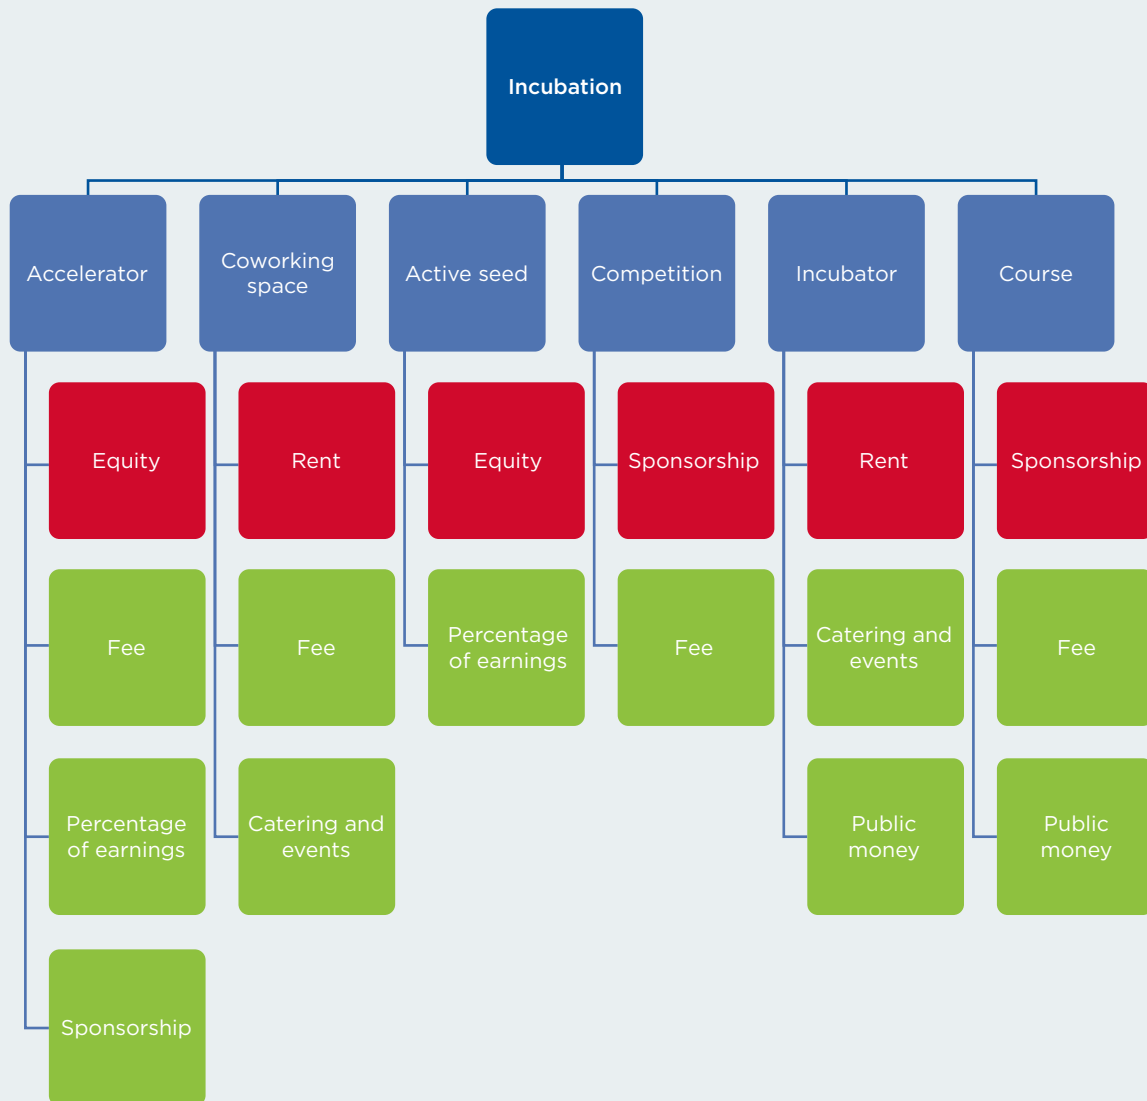 Incubation
Accelerator
Coworking
space
Active seed
Competition
Incubator
Course
Equity
Rent
Equity
Sponsorship
Rent
Sponsorship
Fee
Fee
Percentage
of earnings
Fee
Catering and
events
Fee
Percentage
of earnings
Catering and
events
Public
money
Public
money
Sponsorship